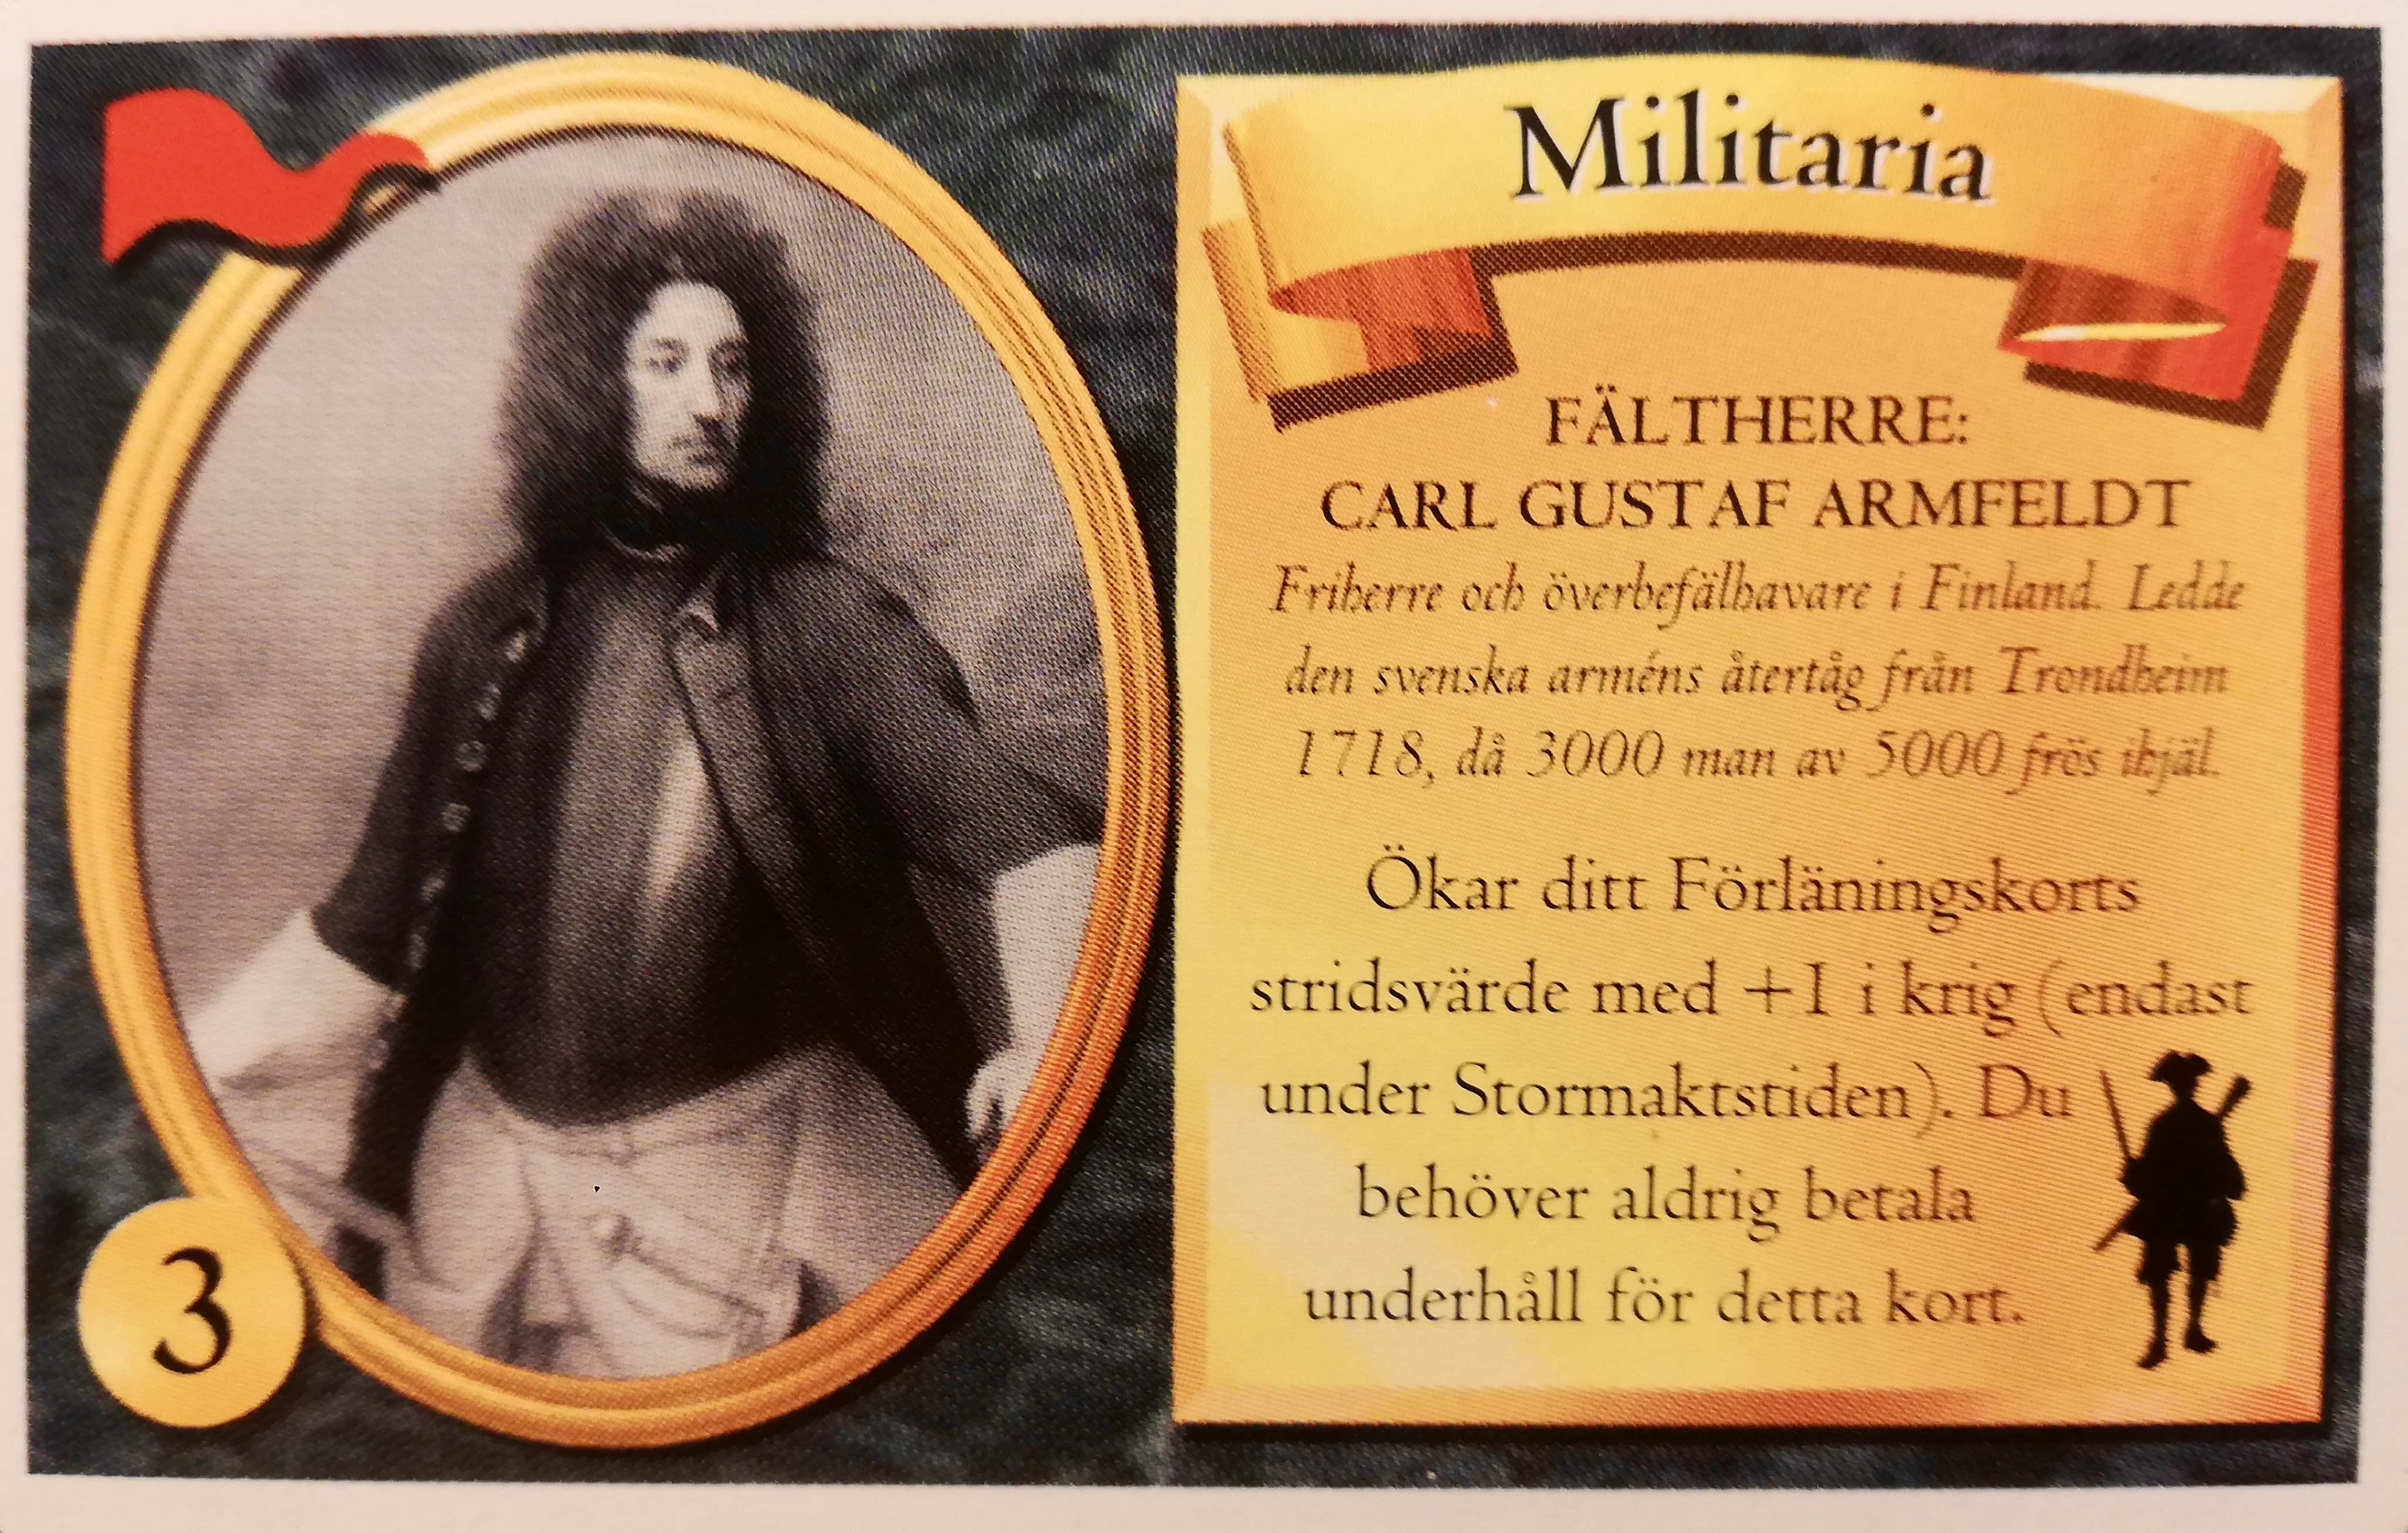 Militaria
FÄLTHERRE:
CARL GUSTAF ARMFELDT
Friherre och överbefälhavare i Finland. Ledde
den svenska arméns återtåg från Trondheim
1718, då 3000 man av 5000 frös ihjäl.
Ökar ditt Förläningskorts
stridsvärde med +1 i krig (endast
under Stormaktstiden). Du
behöver aldrig betala
underhåll för detta kort.
3